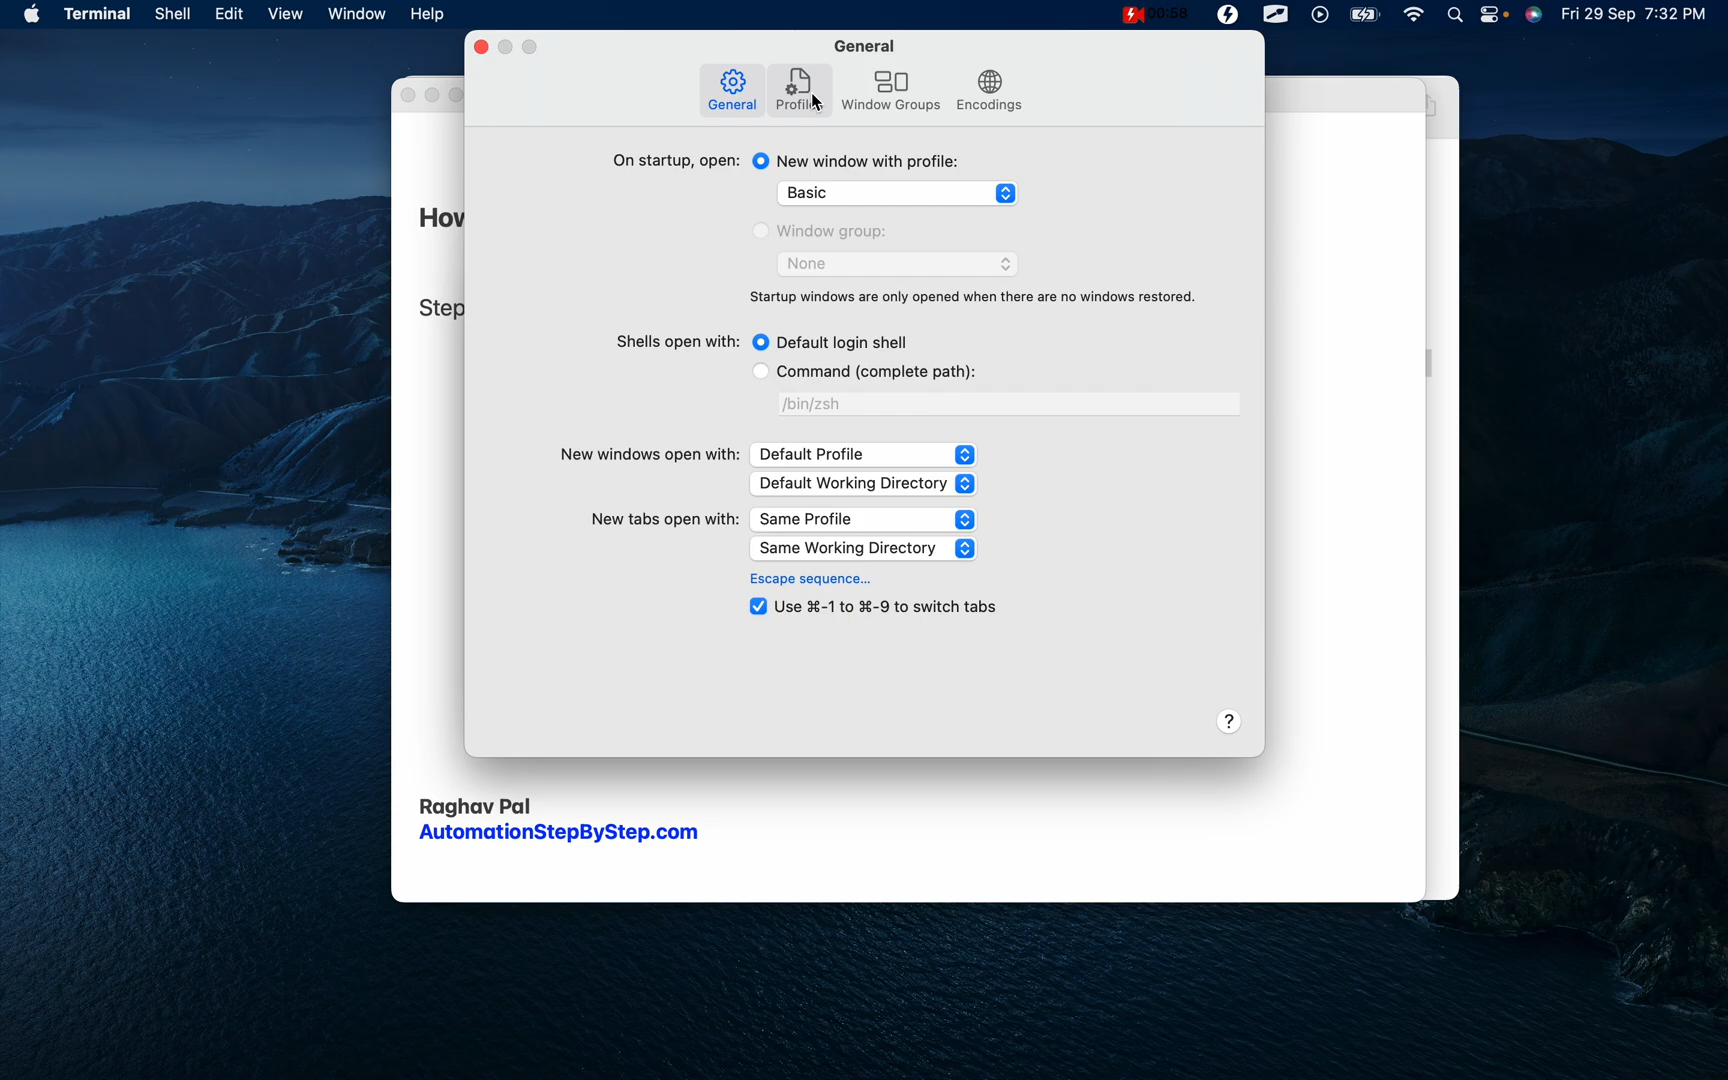 Terminal Shell Edit View Window Help 00:58 Fri 29 Sep 7:32 PM
General
General Profiles Window Groups Encodings
On startup, open: New window with profile:
Basic
Window group:
None
Startup windows are only opened when there are no windows restored.
Shells open with: Default login shell
Command (complete path):
/bin/zsh
New windows open with: Default Profile
Default Working Directory
New tabs open with: Same Profile
Same Working Directory
Escape sequence...
Use ⌘-1 to ⌘-9 to switch tabs
?
How
Step
Raghav Pal
AutomationStepByStep.com